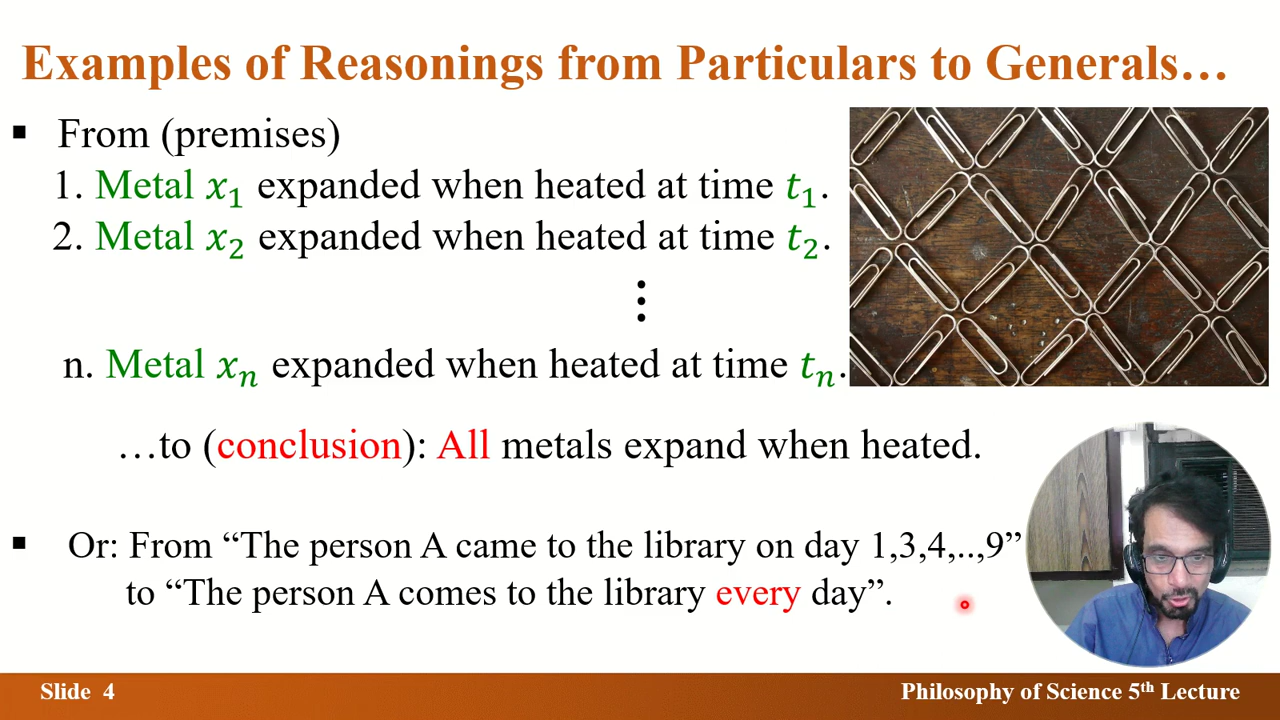 Examples of Reasonings from Particulars to Generals…
▪ From (premises)
1. Metal x₁ expanded when heated at time t₁.
2. Metal x₂ expanded when heated at time t₂.
⋮
n. Metal xₙ expanded when heated at time tₙ.
…to (conclusion): All metals expand when heated.
▪ Or: From “The person A came to the library on day 1,3,4,..,9”
to “The person A comes to the library every day”.
Slide 4
Philosophy of Science 5th Lecture